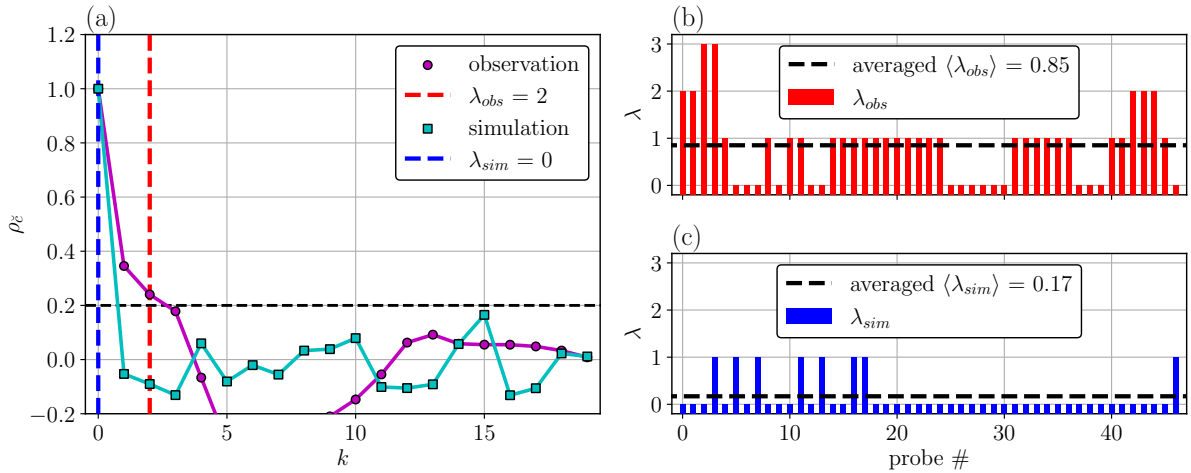 (a)
1.2
1.0
0.8
0.6
0.4
0.2
0.0
−0.2
ρ_č
0
5
10
15
k
observation
λ_obs = 2
simulation
λ_sim = 0
(b)
3
2
1
0
λ
averaged ⟨λ_obs⟩ = 0.85
λ_obs
(c)
3
2
1
0
λ
averaged ⟨λ_sim⟩ = 0.17
λ_sim
0
10
20
30
40
probe #